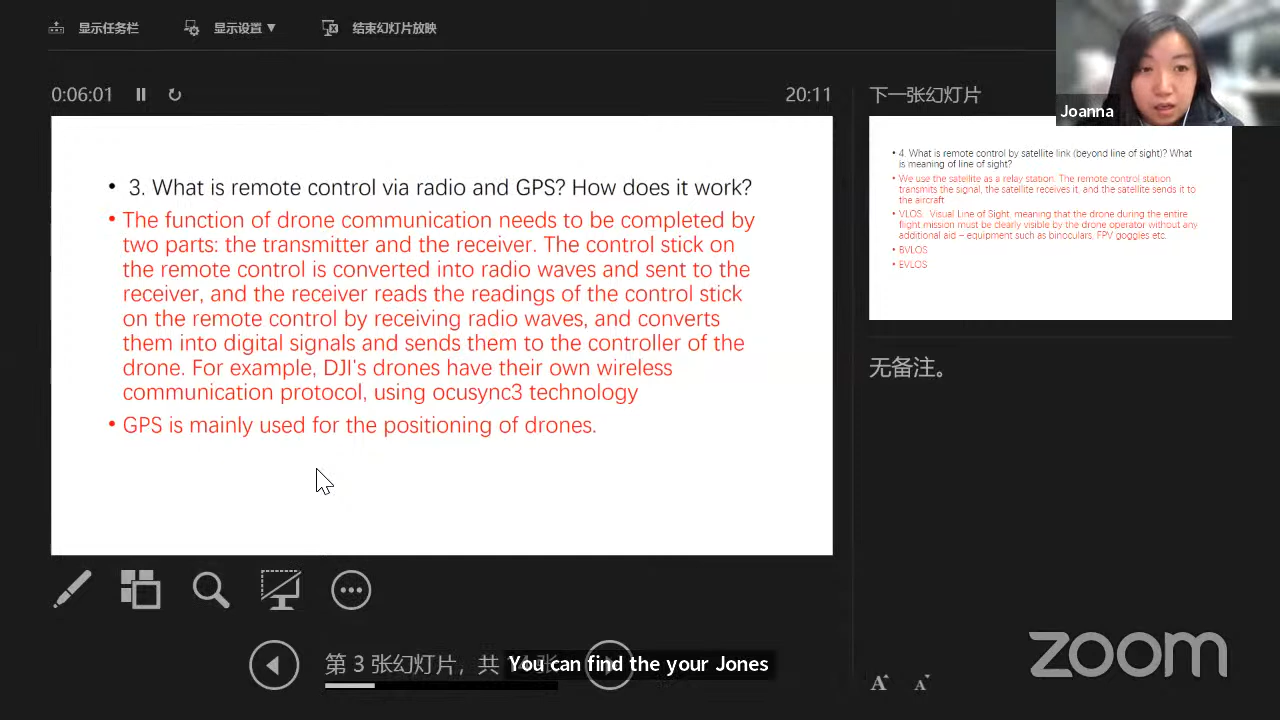 显示任务栏
显示设置 ▼
结束幻灯片放映
Joanna
0:06:01
20:11
下一张幻灯片
• 3. What is remote control via radio and GPS? How does it work?
• The function of drone communication needs to be completed by
two parts: the transmitter and the receiver. The control stick on
the remote control is converted into radio waves and sent to the
receiver, and the receiver reads the readings of the control stick
on the remote control by receiving radio waves, and converts
them into digital signals and sends them to the controller of the
drone. For example, DJI's drones have their own wireless
communication protocol, using ocusync3 technology
• GPS is mainly used for the positioning of drones.
• 4. What is remote control by satellite link (beyond line of sight)? What
is meaning of line of sight?
• We use the satellite as a relay station. The remote control station
transmits the signal, the satellite receives it, and the satellite sends it to
the aircraft
• VLOS Visual Line of Sight, meaning that the drone during the entire
flight mission must be clearly visible by the drone operator without any
additional aid – equipment such as binoculars, FPV goggles etc.
• BVLOS
• EVLOS
无备注。
第 3 张幻灯片，共
张
You can find the your Jones
zoom
A A